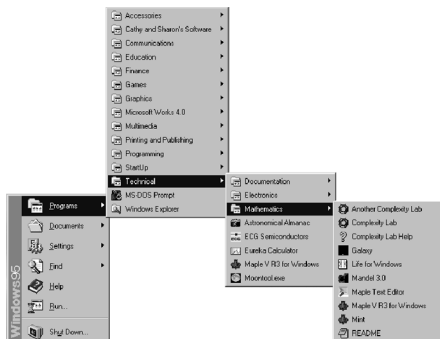 Accessories
Cathy and Sharon's Software
Communications
Education
Finance
Games
Graphics
Microsoft Works 4.0
Multimedia
Printing and Publishing
Programming
StartUp
Technical
MS-DOS Prompt
Windows Explorer
Documentation
Electronics
Mathematics
Astronomical Almanac
ECG Semiconductors
Eureka Calculator
Maple V R3 for Windows
Moontool.exe
Another Complexity Lab
Complexity Lab
Complexity Lab Help
Galaxy
Life for Windows
Mandel 3.0
Maple Text Editor
Maple V R3 for Windows
Mint
README
Programs
Documents
Settings
Find
Help
Run...
Shut Down...
Windows95